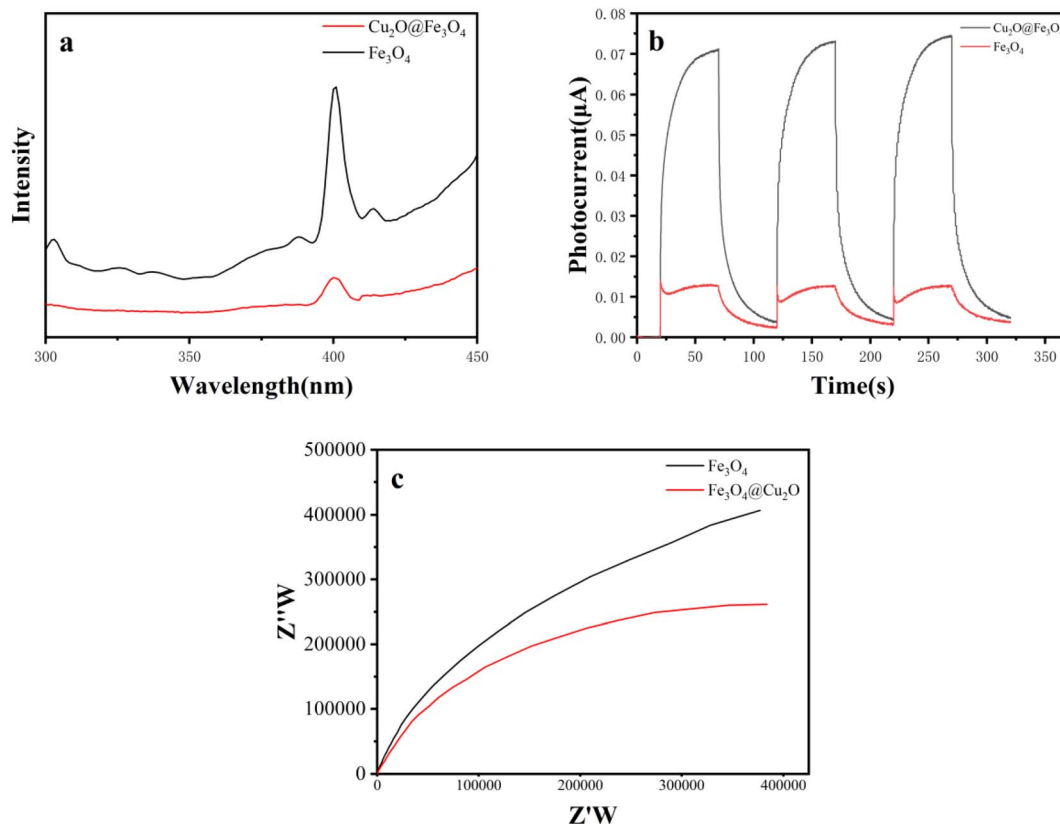 a
Cu₂O@Fe₃O₄
Fe₃O₄
Intensity
300
350
400
450
Wavelength(nm)
b
Cu₂O@Fe₃O
Fe₃O₄
Photocurrent(μA)
0.08
0.07
0.06
0.05
0.04
0.03
0.02
0.01
0.00
0
50
100
150
200
250
300
350
Time(s)
c
Fe₃O₄
Fe₃O₄@Cu₂O
Z''W
500000
400000
300000
200000
100000
0
0
100000
200000
300000
400000
Z'W